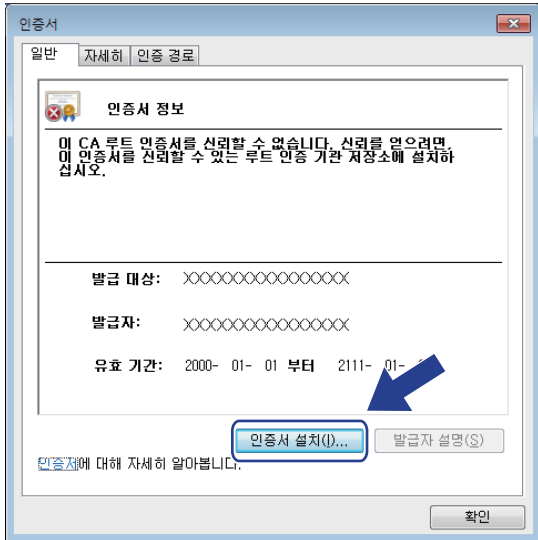 인증서
일반 자세히 인증 경로
인증서 정보
이 CA 루트 인증서를 신뢰할 수 없습니다. 신뢰를 얻으려면,
이 인증서를 신뢰할 수 있는 루트 인증 기관 저장소에 설치하
십시오.
발급 대상: XXXXXXXXXXXXXXXX
발급자: XXXXXXXXXXXXXXXX
유효 기간: 2000- 01- 01 부터 2111- 01-
인증서 설치(I)... 발급자 설명(S)
인증서에 대해 자세히 알아봅니다.
확인